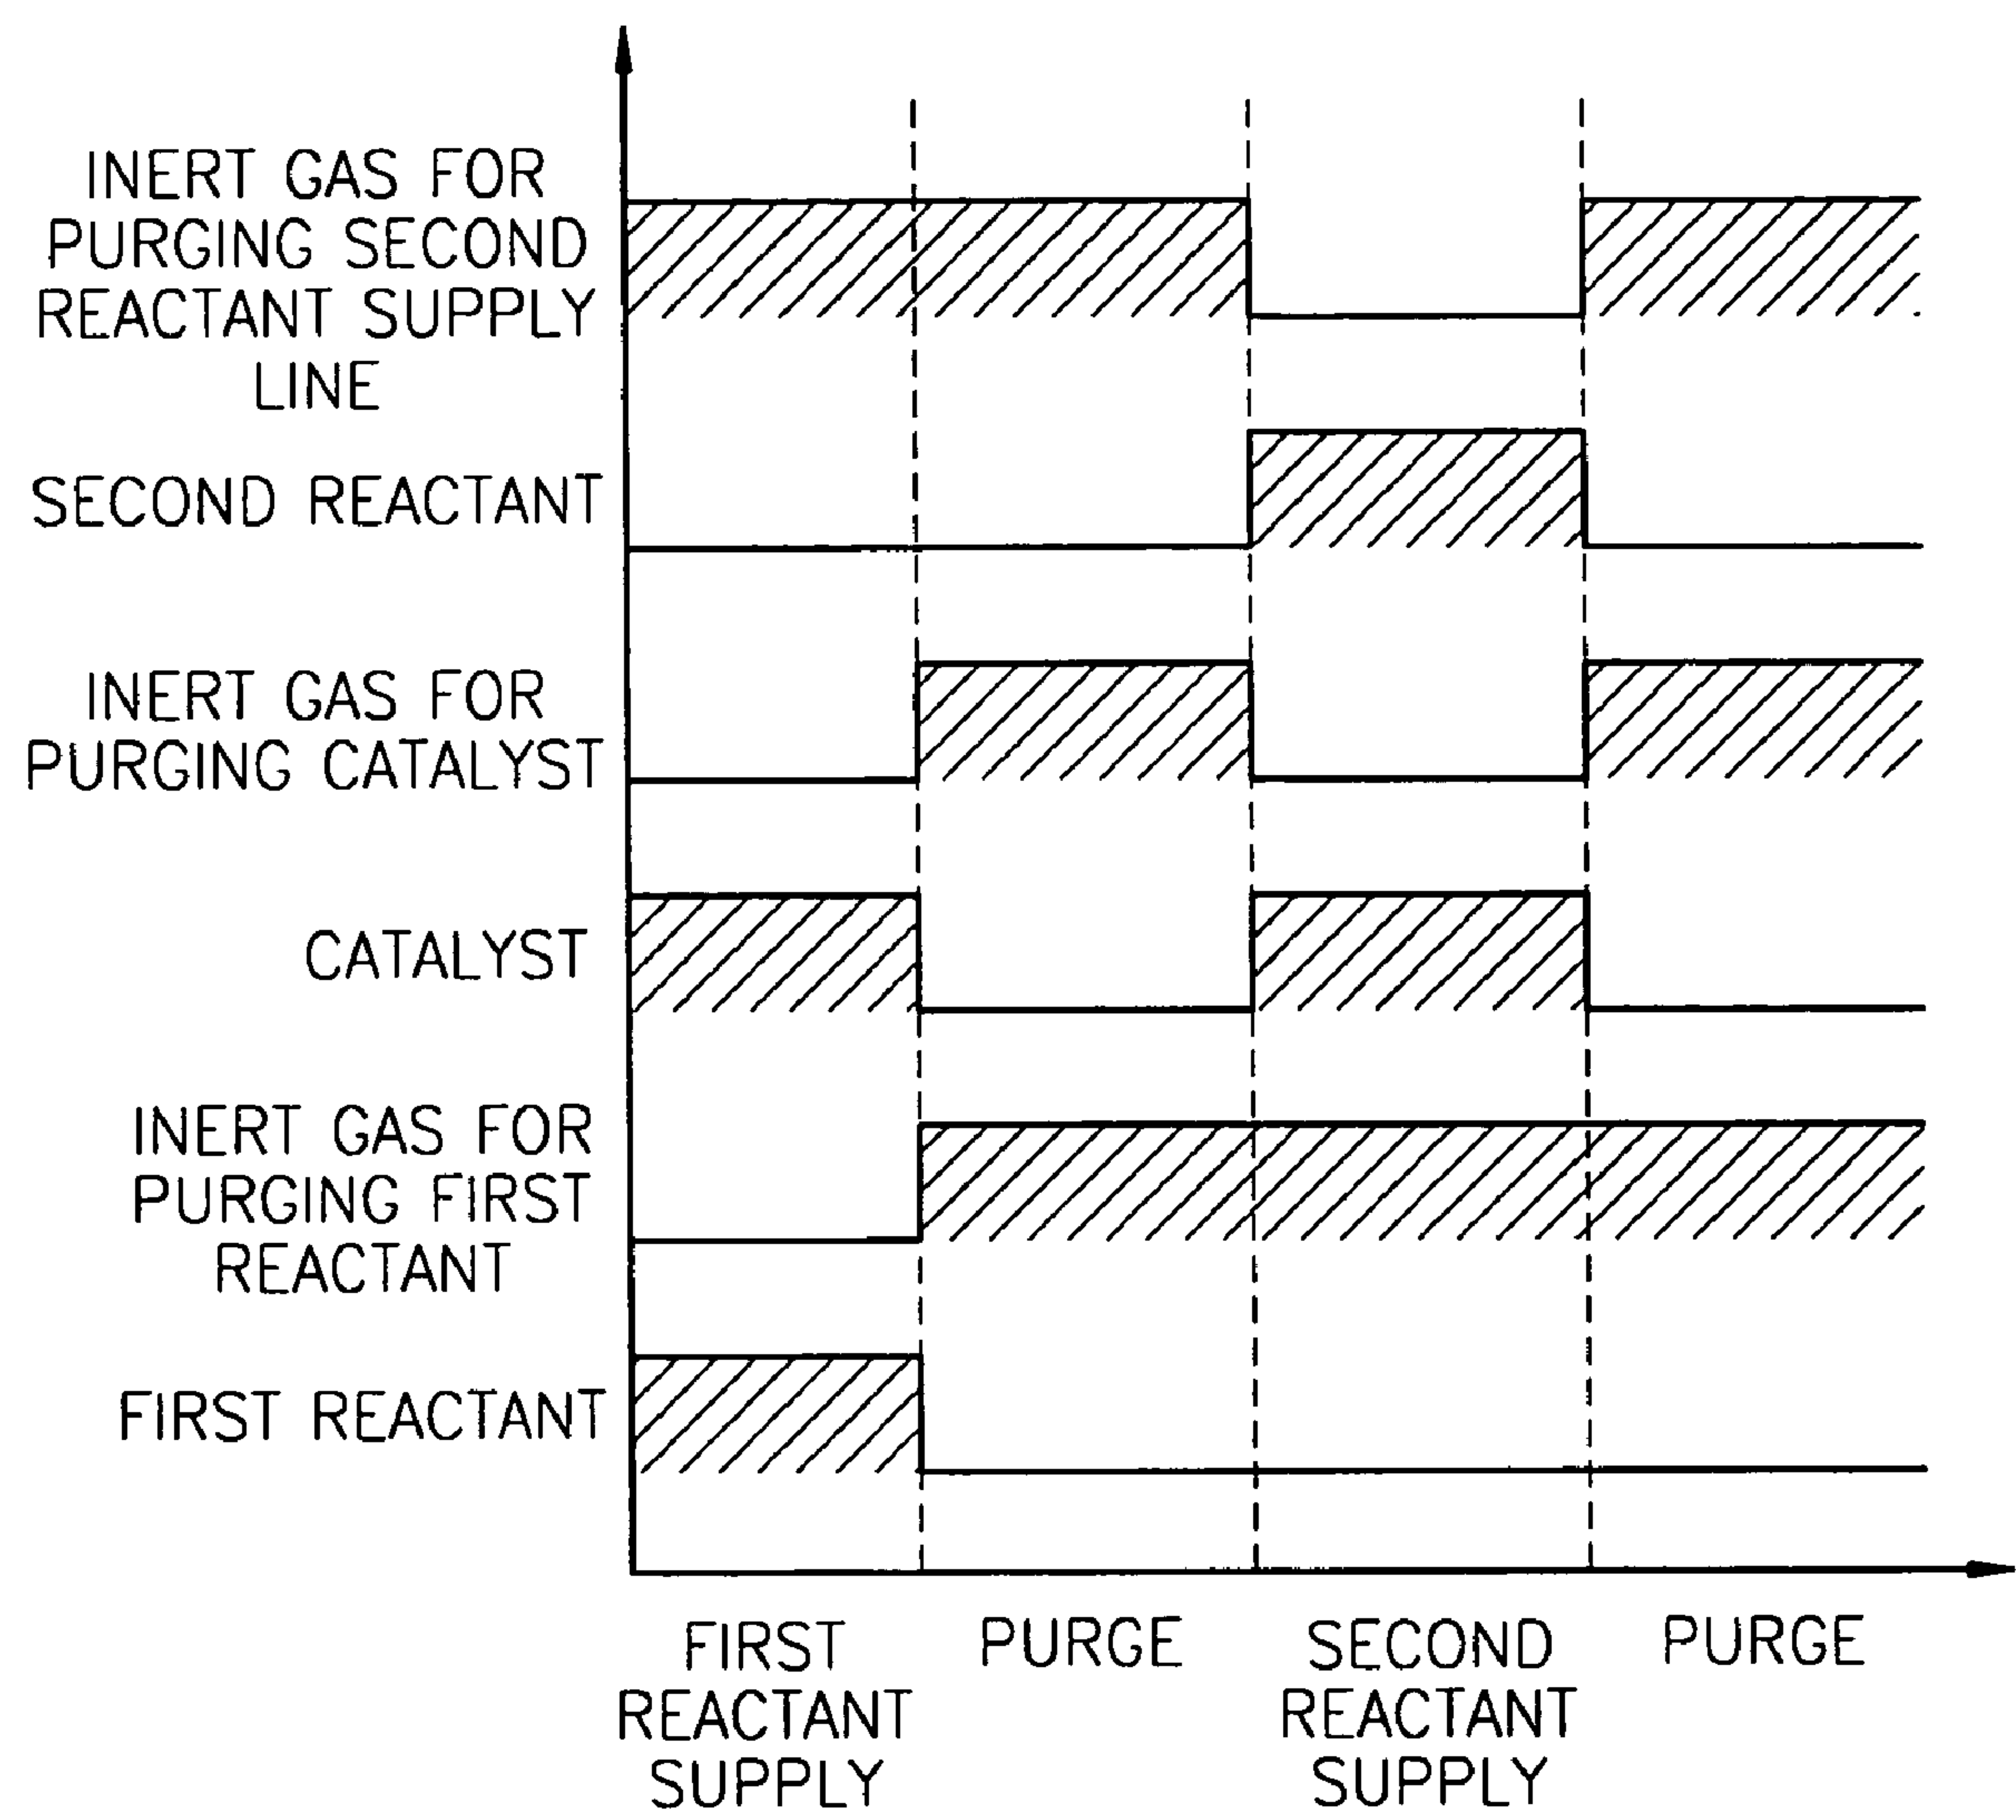 INERT GAS FOR
PURGING SECOND
REACTANT SUPPLY
LINE
SECOND REACTANT
INERT GAS FOR
PURGING CATALYST
CATALYST
INERT GAS FOR
PURGING FIRST
REACTANT
FIRST REACTANT
FIRST
REACTANT
SUPPLY
PURGE
SECOND
REACTANT
SUPPLY
PURGE